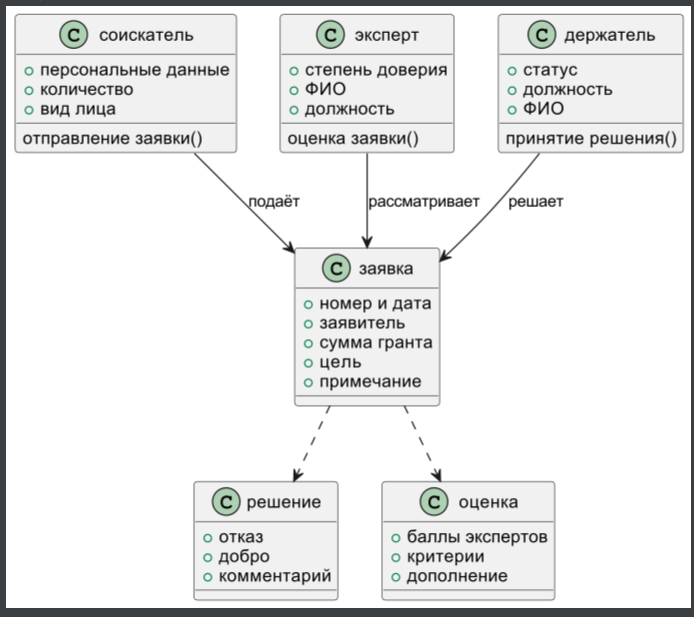 C соискатель
персональные данные
количество
вид лица
отправление заявки()
C эксперт
степень доверия
ФИО
должность
оценка заявки()
C держатель
статус
должность
ФИО
принятие решения()
подаёт
рассматривает
решает
C заявка
номер и дата
заявитель
сумма гранта
цель
примечание
C решение
отказ
добро
комментарий
C оценка
баллы экспертов
критерии
дополнение